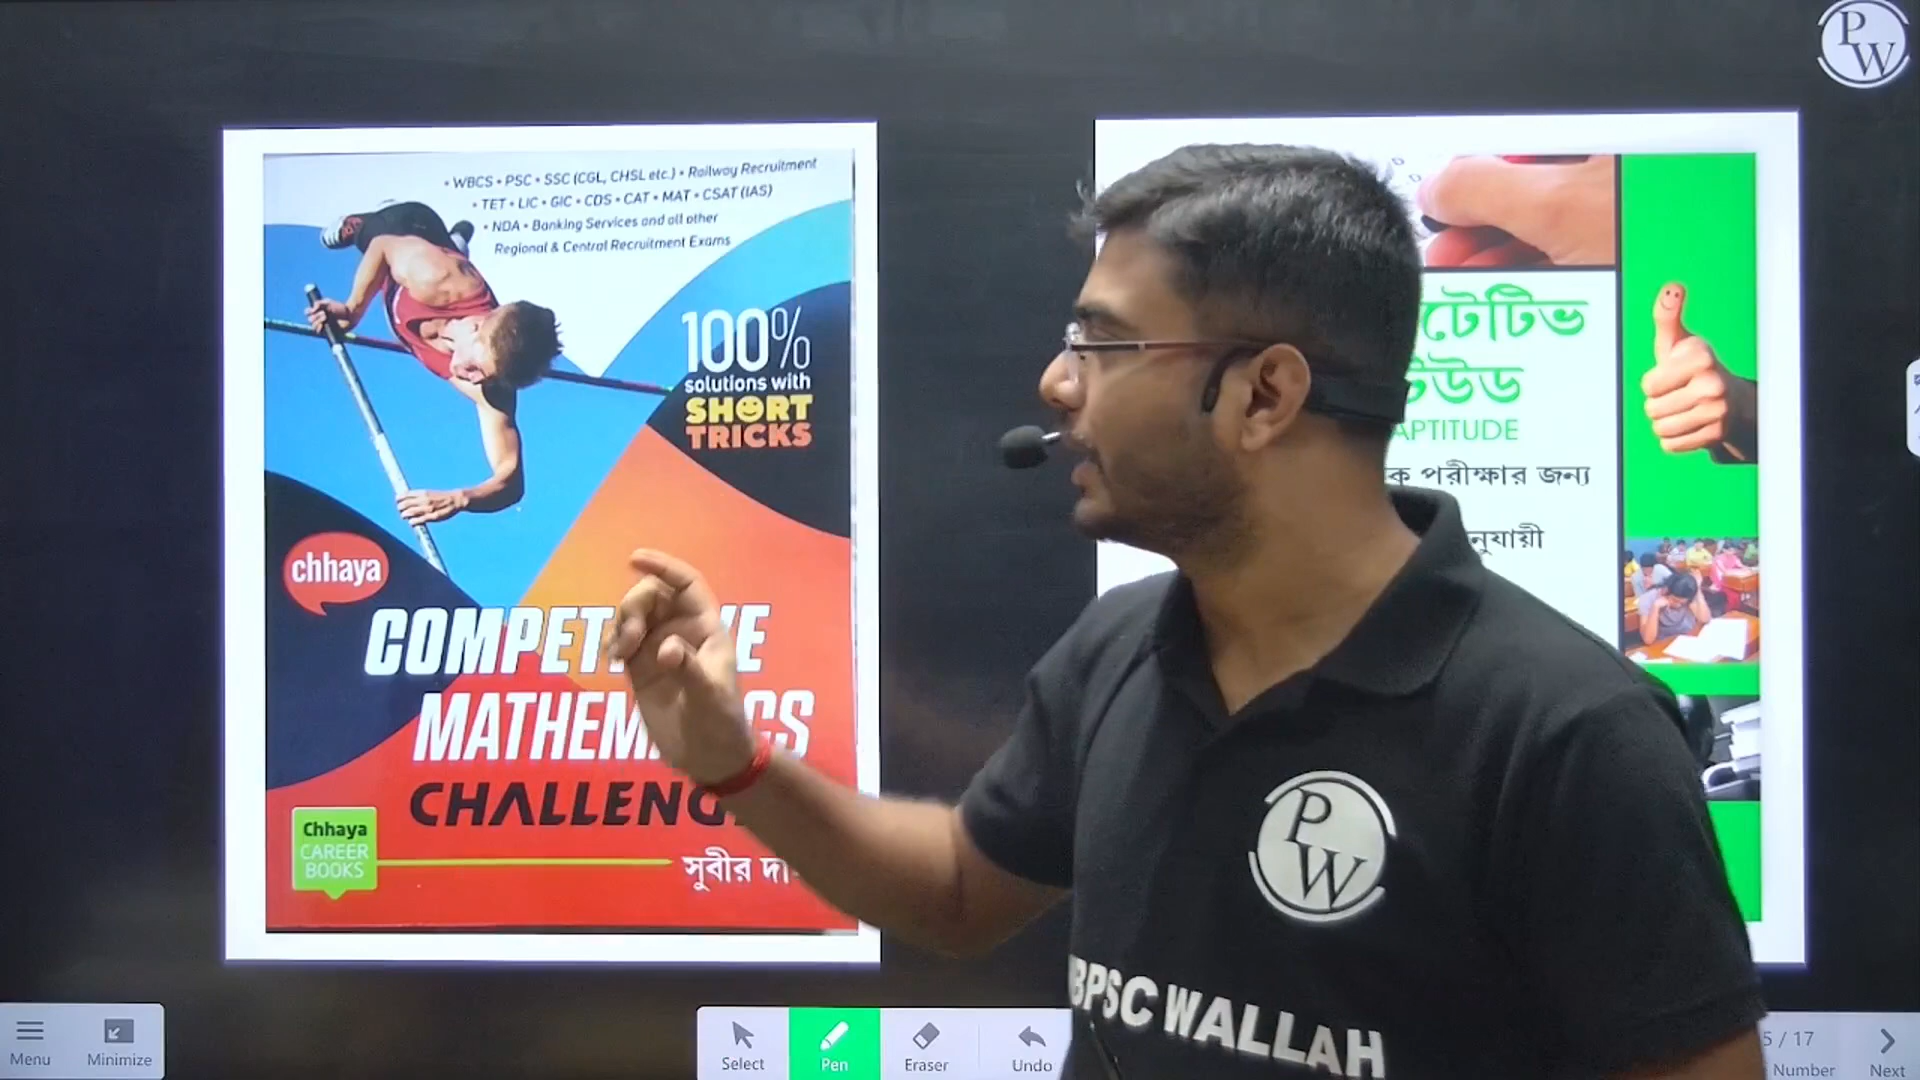 PW
• WBCS • PSC • SSC (CGL, CHSL etc.) • Railway Recruitment
• TET • LIC • GIC • CDS • CAT • MAT • CSAT (IAS)
• NDA • Banking Services and all other
Regional & Central Recruitment Exams
100%
solutions with
SHORT
TRICKS
chhaya
MATHEM
CHALLENG
Chhaya
CAREER
BOOKS
সুবীর
টেটিভ
APTITUDE
পরীক্ষার জন্য
PW
BPSC WALLAH
Menu
Minimize
Select
Pen
Eraser
Undo
5 / 17
Number
Next